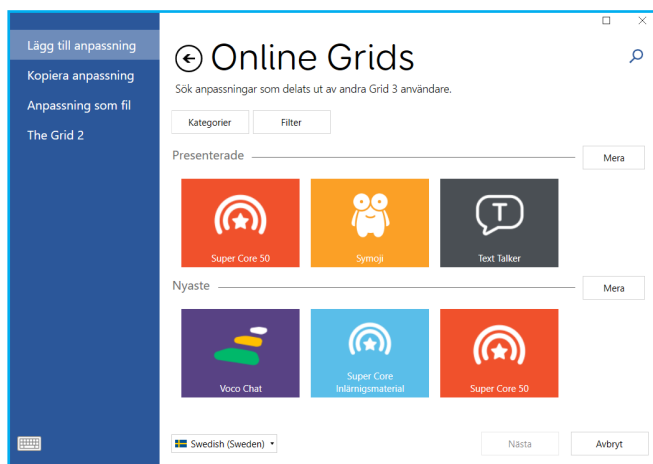 Lägg till anpassning
Kopiera anpassning
Anpassning som fil
The Grid 2
Online Grids
Sök anpassningar som delats ut av andra Grid 3 användare.
Kategorier
Filter
Presenterade
Mera
Super Core 50
Symoji
T
Text Talker
Nyaste
Mera
Voco Chat
Super Core
Inlärnigsmaterial
Super Core 50
Swedish (Sweden)
Nästa
Avbryt